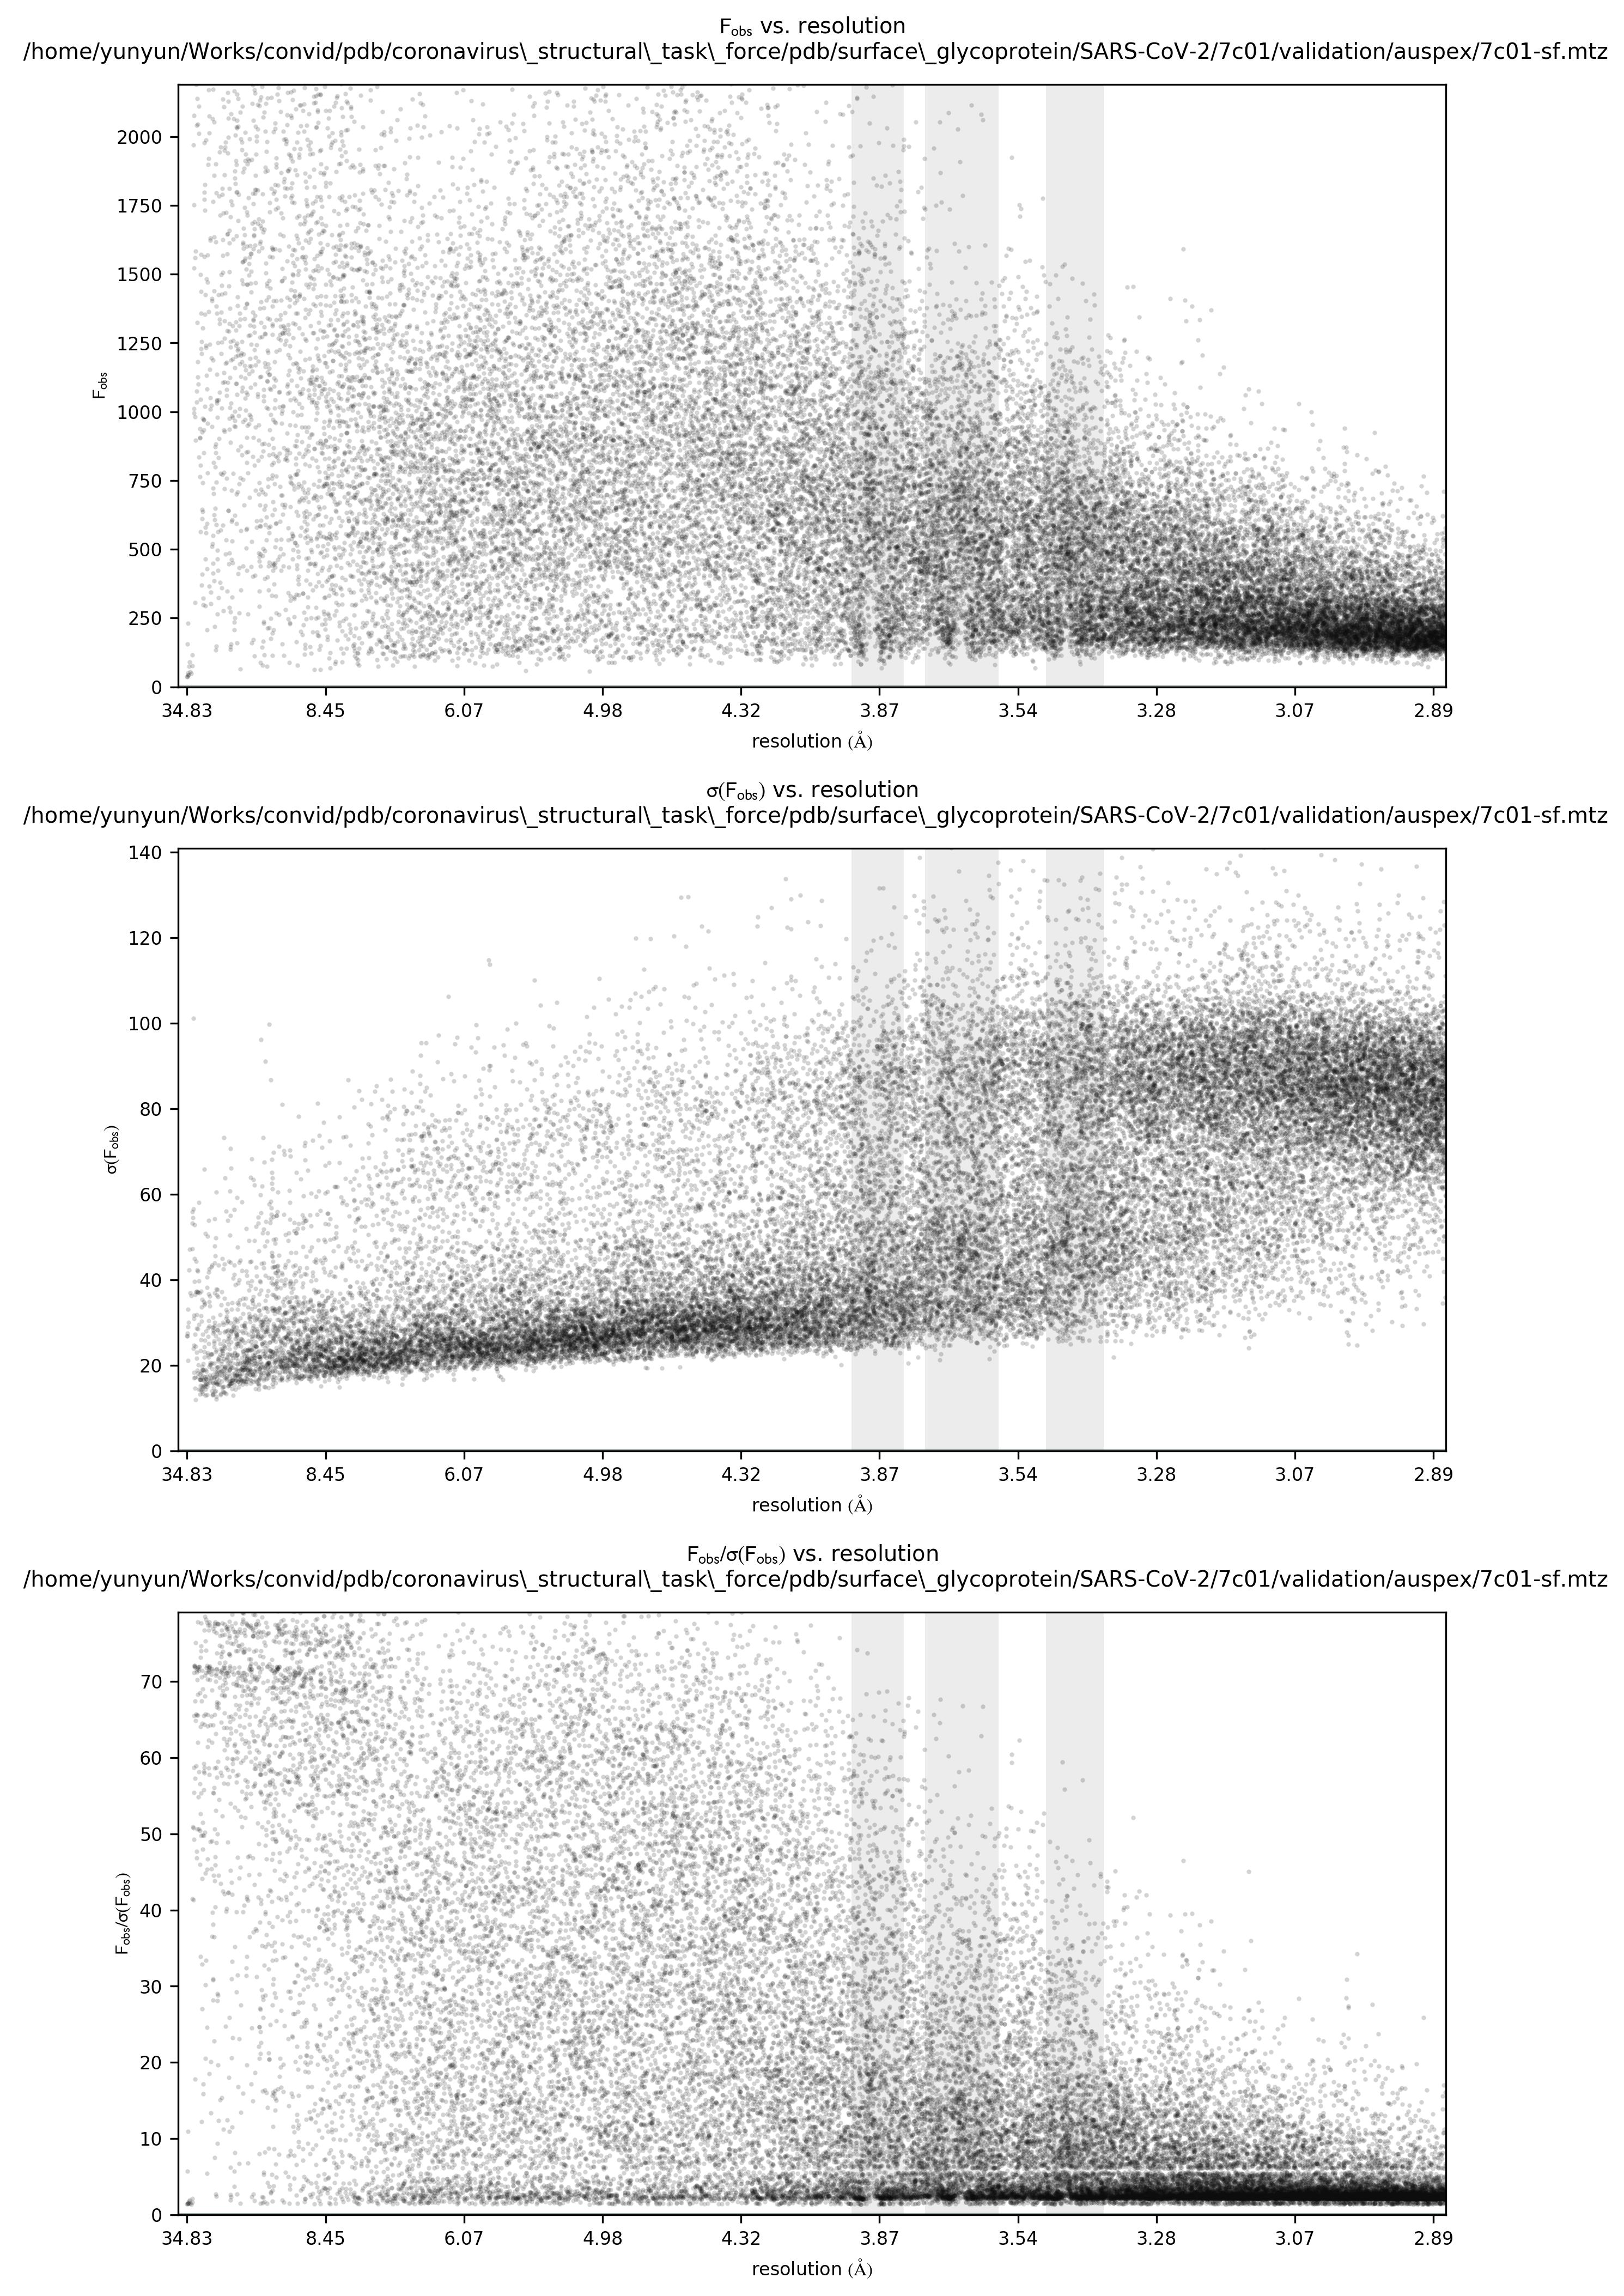 Fobs vs. resolution
/home/yunyun/Works/convid/pdb/coronavirus\_structural\_task\_force/pdb/surface\_glycoprotein/SARS-CoV-2/7c01/validation/auspex/7c01-sf.mtz
2000
1750
1500
1250
1000
750
500
250
0
Fobs
34.83 8.45 6.07 4.98 4.32 3.87 3.54 3.28 3.07 2.89
resolution (Å)
σ(Fobs) vs. resolution
/home/yunyun/Works/convid/pdb/coronavirus\_structural\_task\_force/pdb/surface\_glycoprotein/SARS-CoV-2/7c01/validation/auspex/7c01-sf.mtz
140
120
100
80
60
40
20
0
σ(Fobs)
34.83 8.45 6.07 4.98 4.32 3.87 3.54 3.28 3.07 2.89
resolution (Å)
Fobs/σ(Fobs) vs. resolution
/home/yunyun/Works/convid/pdb/coronavirus\_structural\_task\_force/pdb/surface\_glycoprotein/SARS-CoV-2/7c01/validation/auspex/7c01-sf.mtz
70
60
50
40
30
20
10
0
Fobs/σ(Fobs)
34.83 8.45 6.07 4.98 4.32 3.87 3.54 3.28 3.07 2.89
resolution (Å)